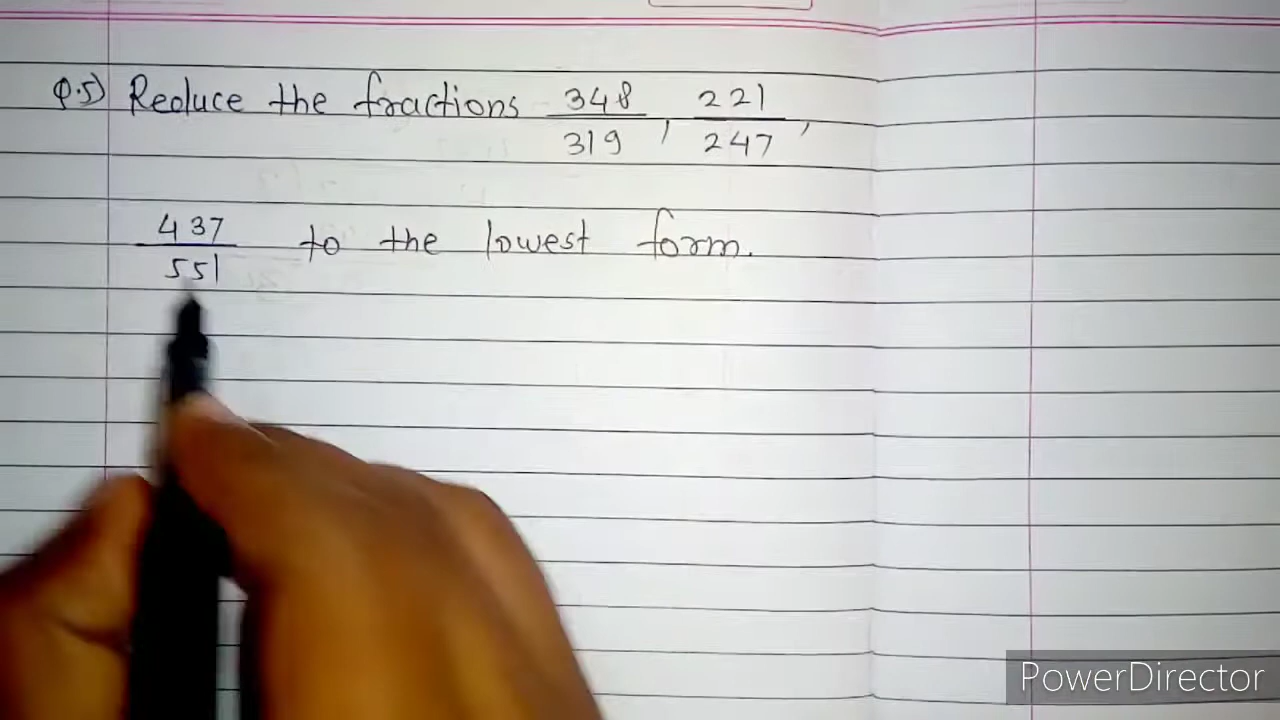 Q.5) Reduce the fractions 348/319, 221/247,
437/551 to the lowest form.
PowerDirector